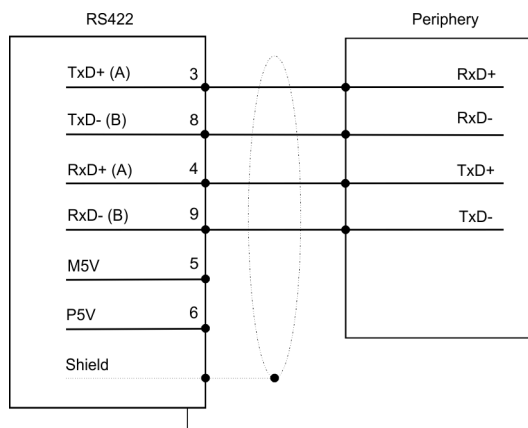 RS422
Periphery
TxD+ (A) 3
RxD+
TxD- (B) 8
RxD-
RxD+ (A) 4
TxD+
RxD- (B) 9
TxD-
M5V 5
P5V 6
Shield